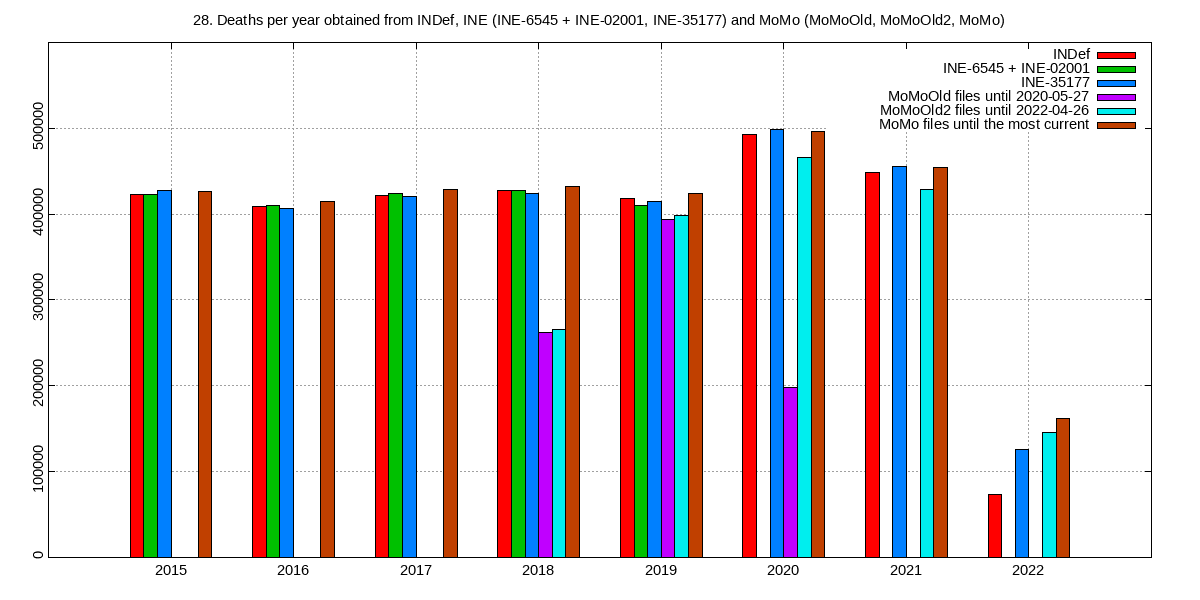 28. Deaths per year obtained from INDef, INE (INE-6545 + INE-02001, INE-35177) and MoMo (MoMoOld, MoMoOld2, MoMo)
INDef
INE-6545 + INE-02001
INE-35177
MoMoOld files until 2020-05-27
MoMoOld2 files until 2022-04-26
MoMo files until the most current
500000
400000
300000
200000
100000
0
2015 2016 2017 2018 2019 2020 2021 2022